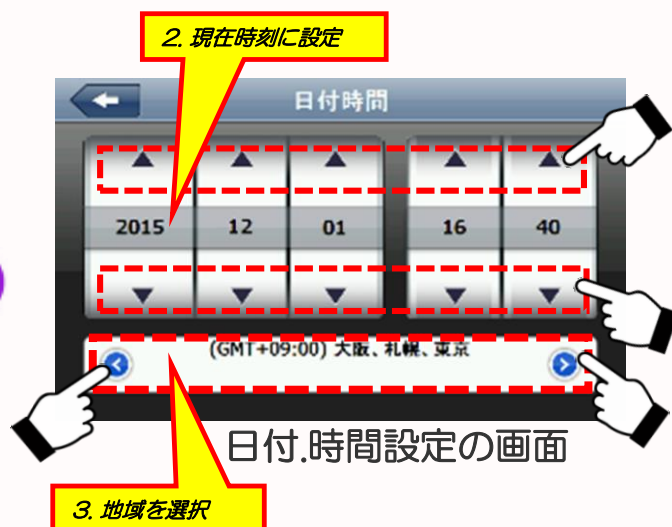 2. 現在時刻に設定
日付時間
2015 12 01 16 40
(GMT+09:00) 大阪、札幌、東京
日付.時間設定の画面
3. 地域を選択